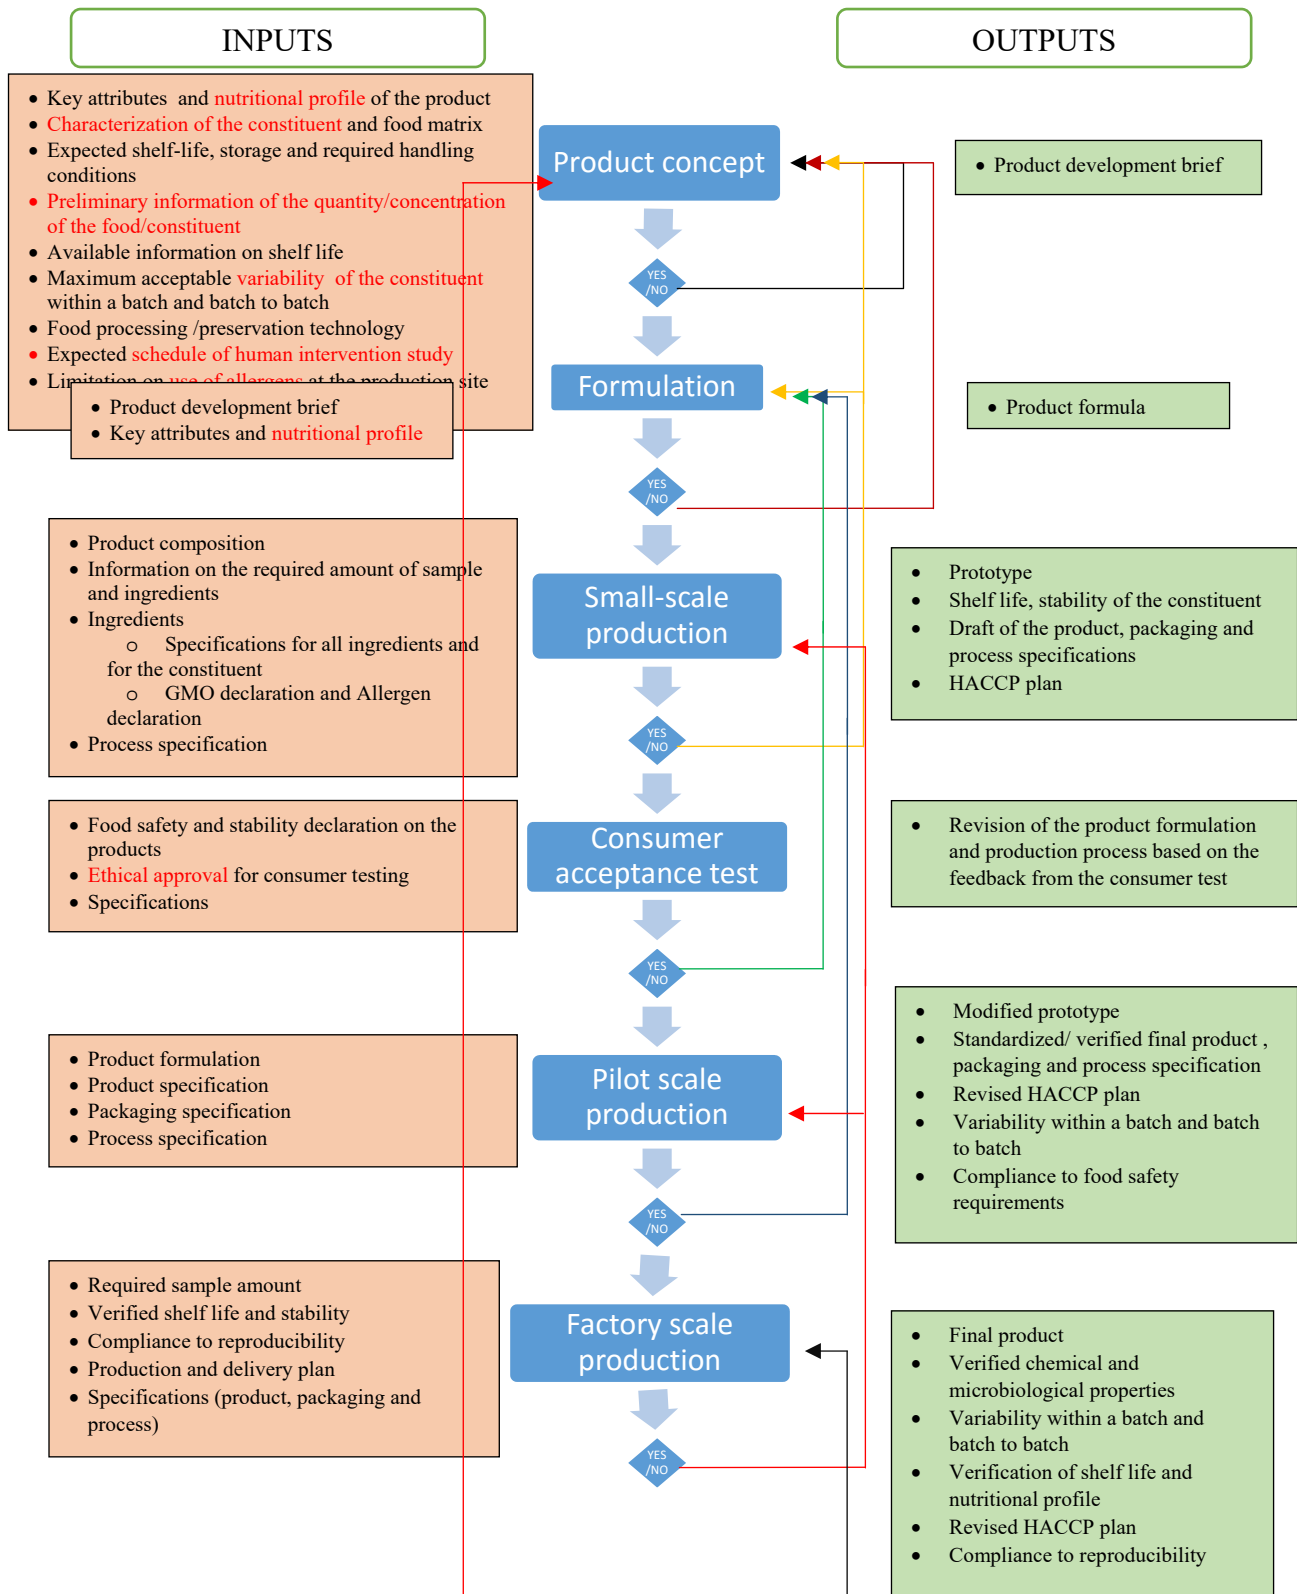 INPUTS
OUTPUTS
• Key attributes and nutritional profile of the product
• Characterization of the constituent and food matrix
• Expected shelf-life, storage and required handling
conditions
• Preliminary information of the quantity/concentration
of the food/constituent
• Available information on shelf life
• Maximum acceptable variability of the constituent
within a batch and batch to batch
• Food processing /preservation technology
• Expected schedule of human intervention study
• Limitation on use of allergens at the production site
Product concept
• Product development brief
YES
/NO
• Product development brief
• Key attributes and nutritional profile
Formulation
• Product formula
YES
/NO
• Product composition
• Information on the required amount of sample
and ingredients
• Ingredients
o Specifications for all ingredients and
for the constituent
o GMO declaration and Allergen
declaration
• Process specification
Small-scale
production
• Prototype
• Shelf life, stability of the constituent
• Draft of the product, packaging and
process specifications
• HACCP plan
YES
/NO
• Food safety and stability declaration on the
products
• Ethical approval for consumer testing
• Specifications
Consumer
acceptance test
• Revision of the product formulation
and production process based on the
feedback from the consumer test
YES
/NO
• Product formulation
• Product specification
• Packaging specification
• Process specification
Pilot scale
production
• Modified prototype
• Standardized/ verified final product ,
packaging and process specification
• Revised HACCP plan
• Variability within a batch and batch
to batch
• Compliance to food safety
requirements
YES
/NO
• Required sample amount
• Verified shelf life and stability
• Compliance to reproducibility
• Production and delivery plan
• Specifications (product, packaging and
process)
Factory scale
production
• Final product
• Verified chemical and
microbiological properties
• Variability within a batch and
batch to batch
• Verification of shelf life and
nutritional profile
• Revised HACCP plan
• Compliance to reproducibility
YES
/NO